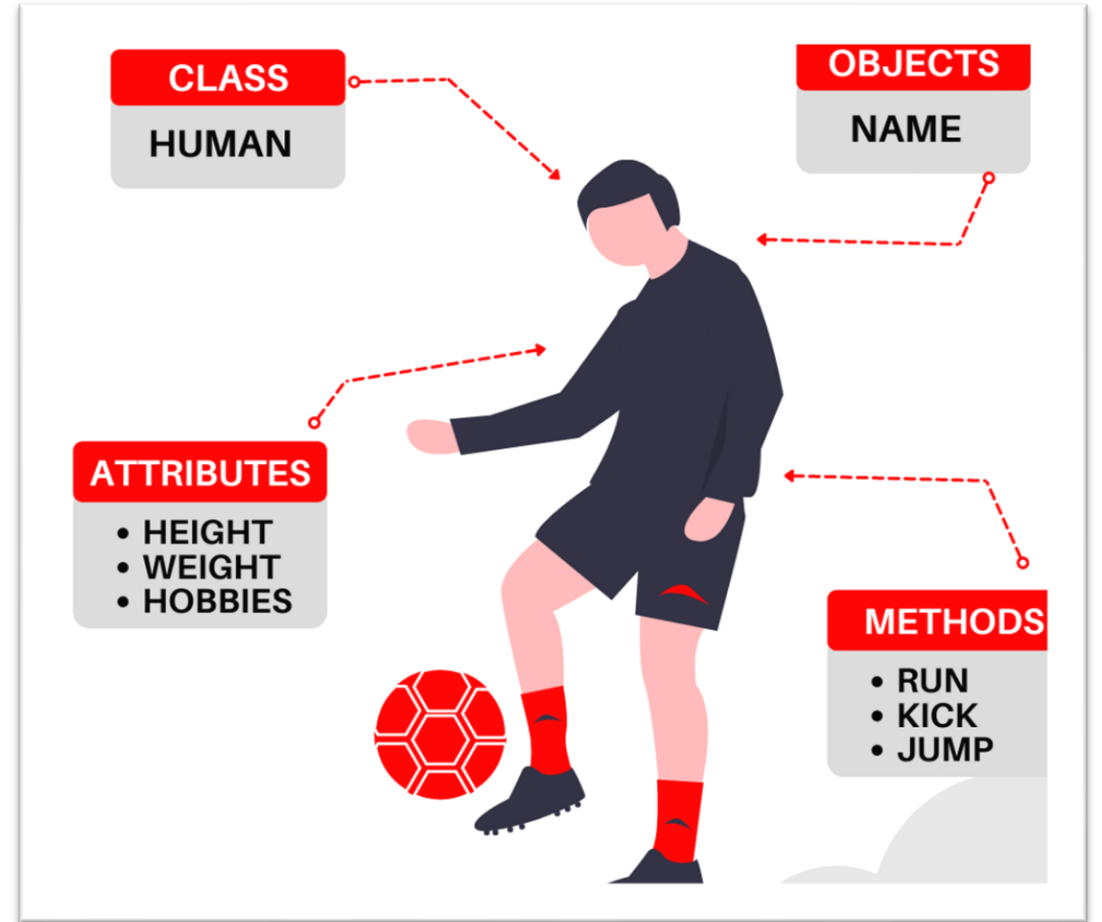 CLASS
HUMAN
OBJECTS
NAME
ATTRIBUTES
• HEIGHT
• WEIGHT
• HOBBIES
METHODS
• RUN
• KICK
• JUMP